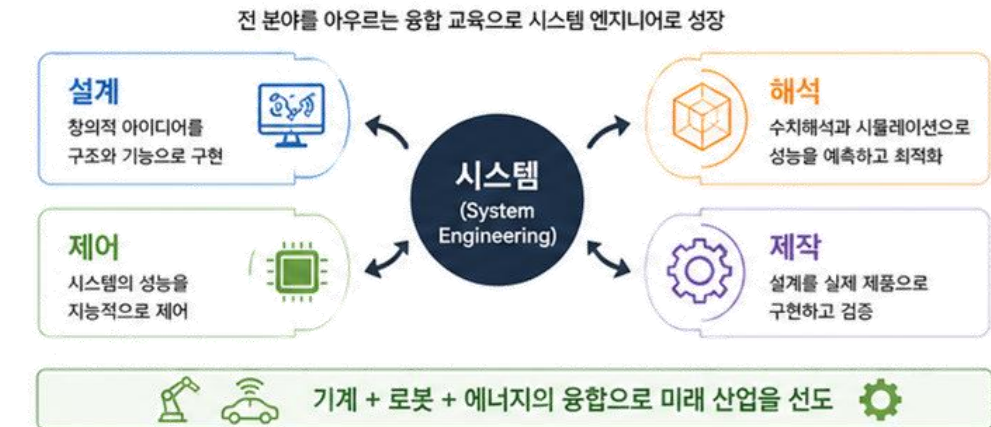 전 분야를 아우르는 융합 교육으로 시스템 엔지니어로 성장
설계
창의적 아이디어를
구조와 기능으로 구현
해석
수치해석과 시뮬레이션으로
성능을 예측하고 최적화
시스템
(System
Engineering)
제어
시스템의 성능을
지능적으로 제어
제작
설계를 실제 제품으로
구현하고 검증
기계 + 로봇 + 에너지의 융합으로 미래 산업을 선도